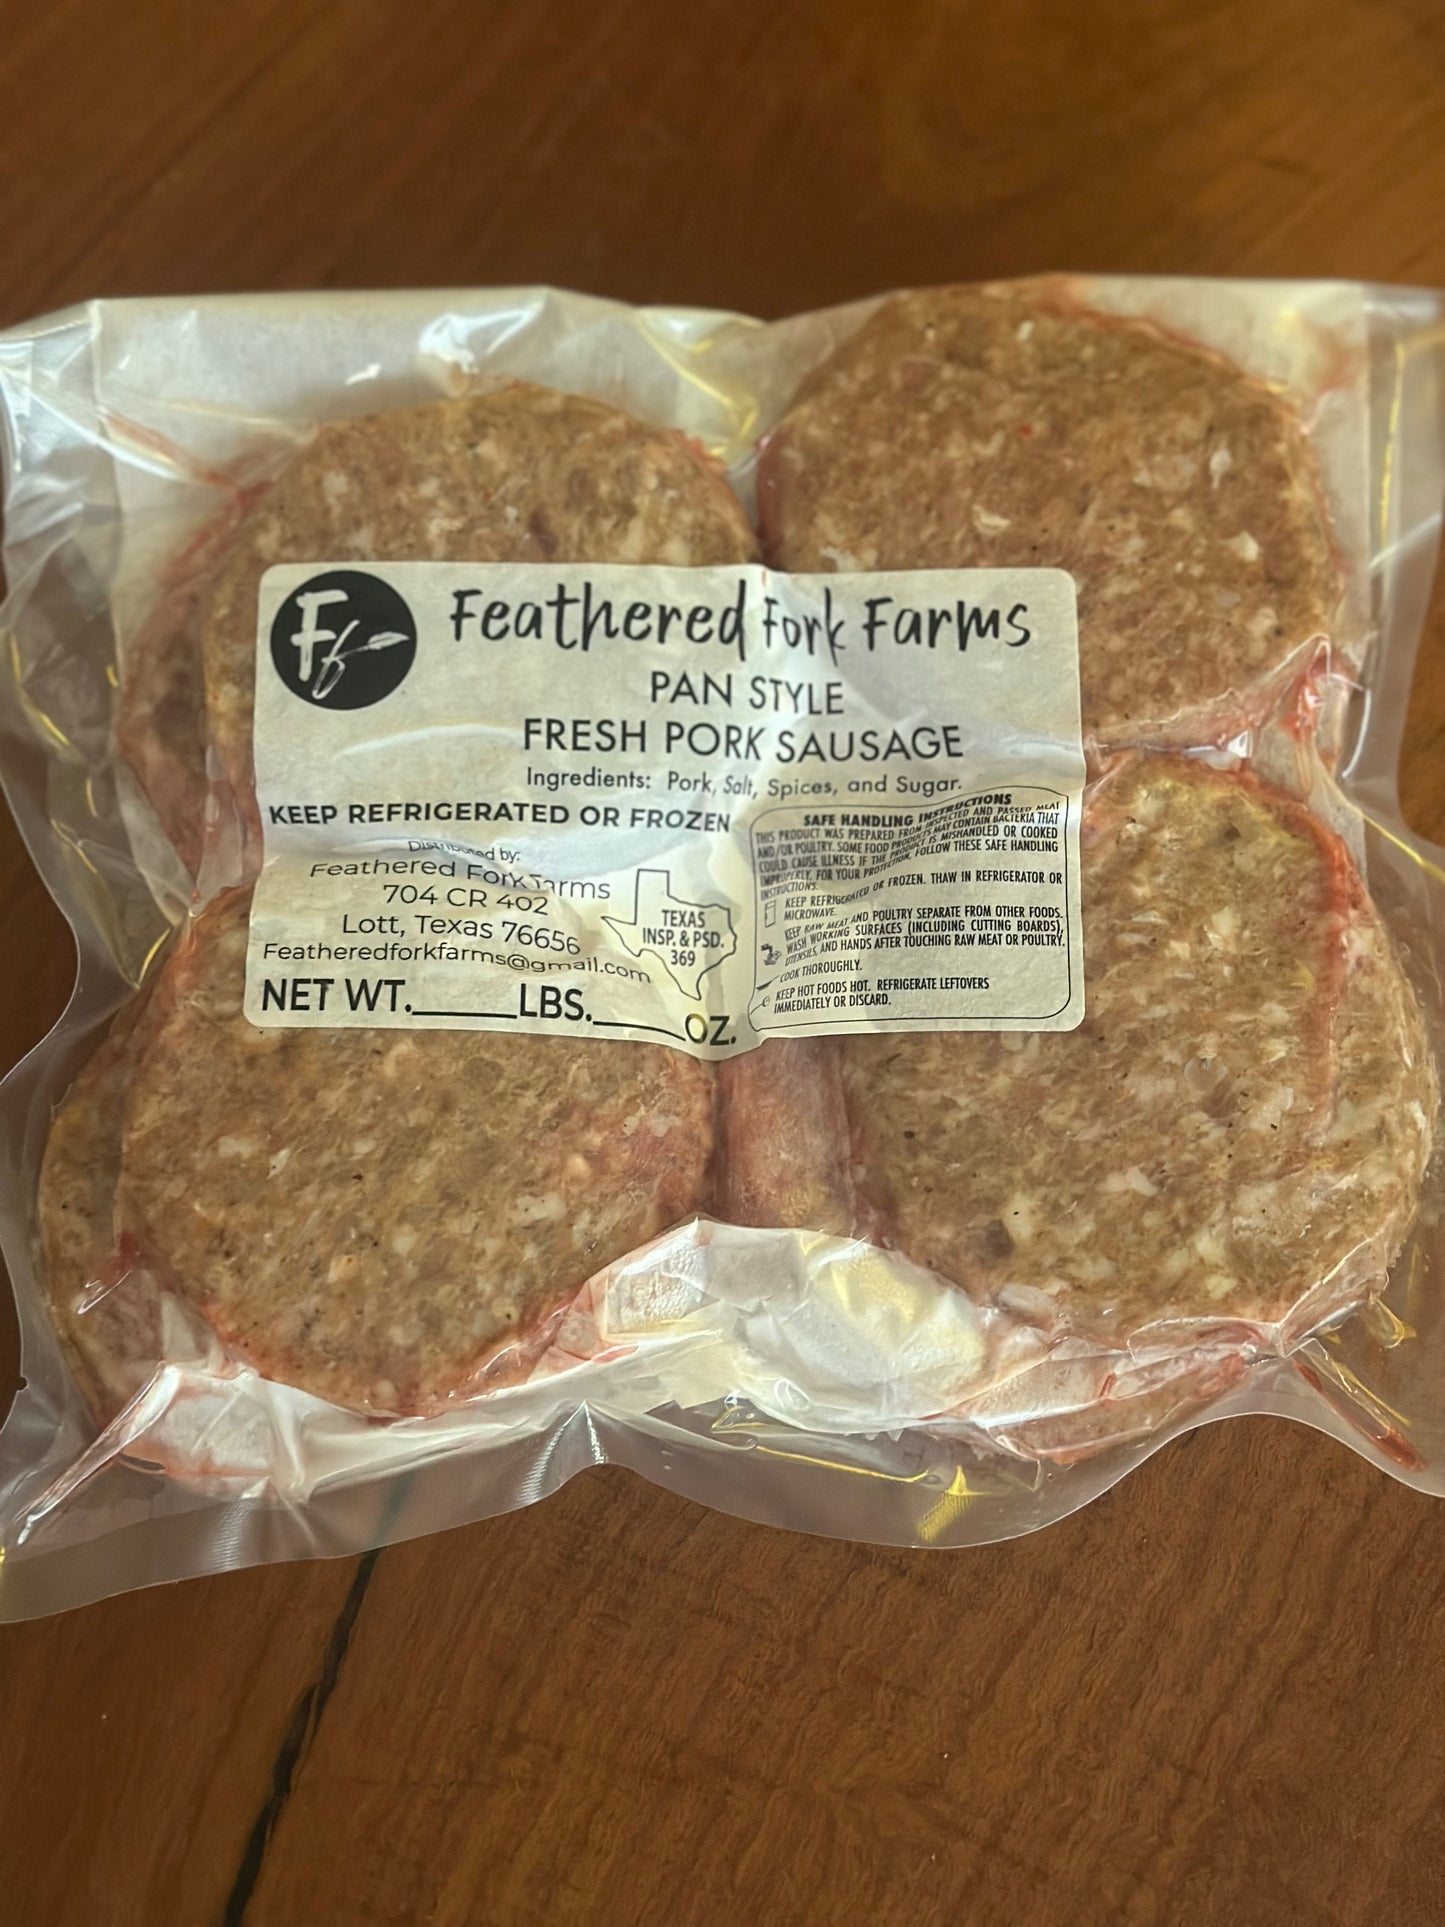 Ff
Feathered Fork Farms
PAN STYLE
FRESH PORK SAUSAGE
Ingredients: Pork, Salt, Spices, and Sugar.
KEEP REFRIGERATED OR FROZEN
Distributed by:
Feathered Fork Farms
704 CR 402
Lott, Texas 76656
Featheredforkfarms@gmail.com
NET WT.______LBS._____OZ.
TEXAS
INSP. & PSD.
369
SAFE HANDLING INSTRUCTIONS
THIS PRODUCT WAS PREPARED FROM INSPECTED AND PASSED MEAT
AND/OR POULTRY. SOME FOOD PRODUCTS MAY CONTAIN BACTERIA THAT
COULD CAUSE ILLNESS IF THE PRODUCT IS MISHANDLED OR COOKED
IMPROPERLY. FOR YOUR PROTECTION, FOLLOW THESE SAFE HANDLING
INSTRUCTIONS.
KEEP REFRIGERATED OR FROZEN. THAW IN REFRIGERATOR OR
MICROWAVE.
KEEP RAW MEAT AND POULTRY SEPARATE FROM OTHER FOODS.
WASH WORKING SURFACES (INCLUDING CUTTING BOARDS),
UTENSILS, AND HANDS AFTER TOUCHING RAW MEAT OR POULTRY.
COOK THOROUGHLY.
KEEP HOT FOODS HOT. REFRIGERATE LEFTOVERS
IMMEDIATELY OR DISCARD.